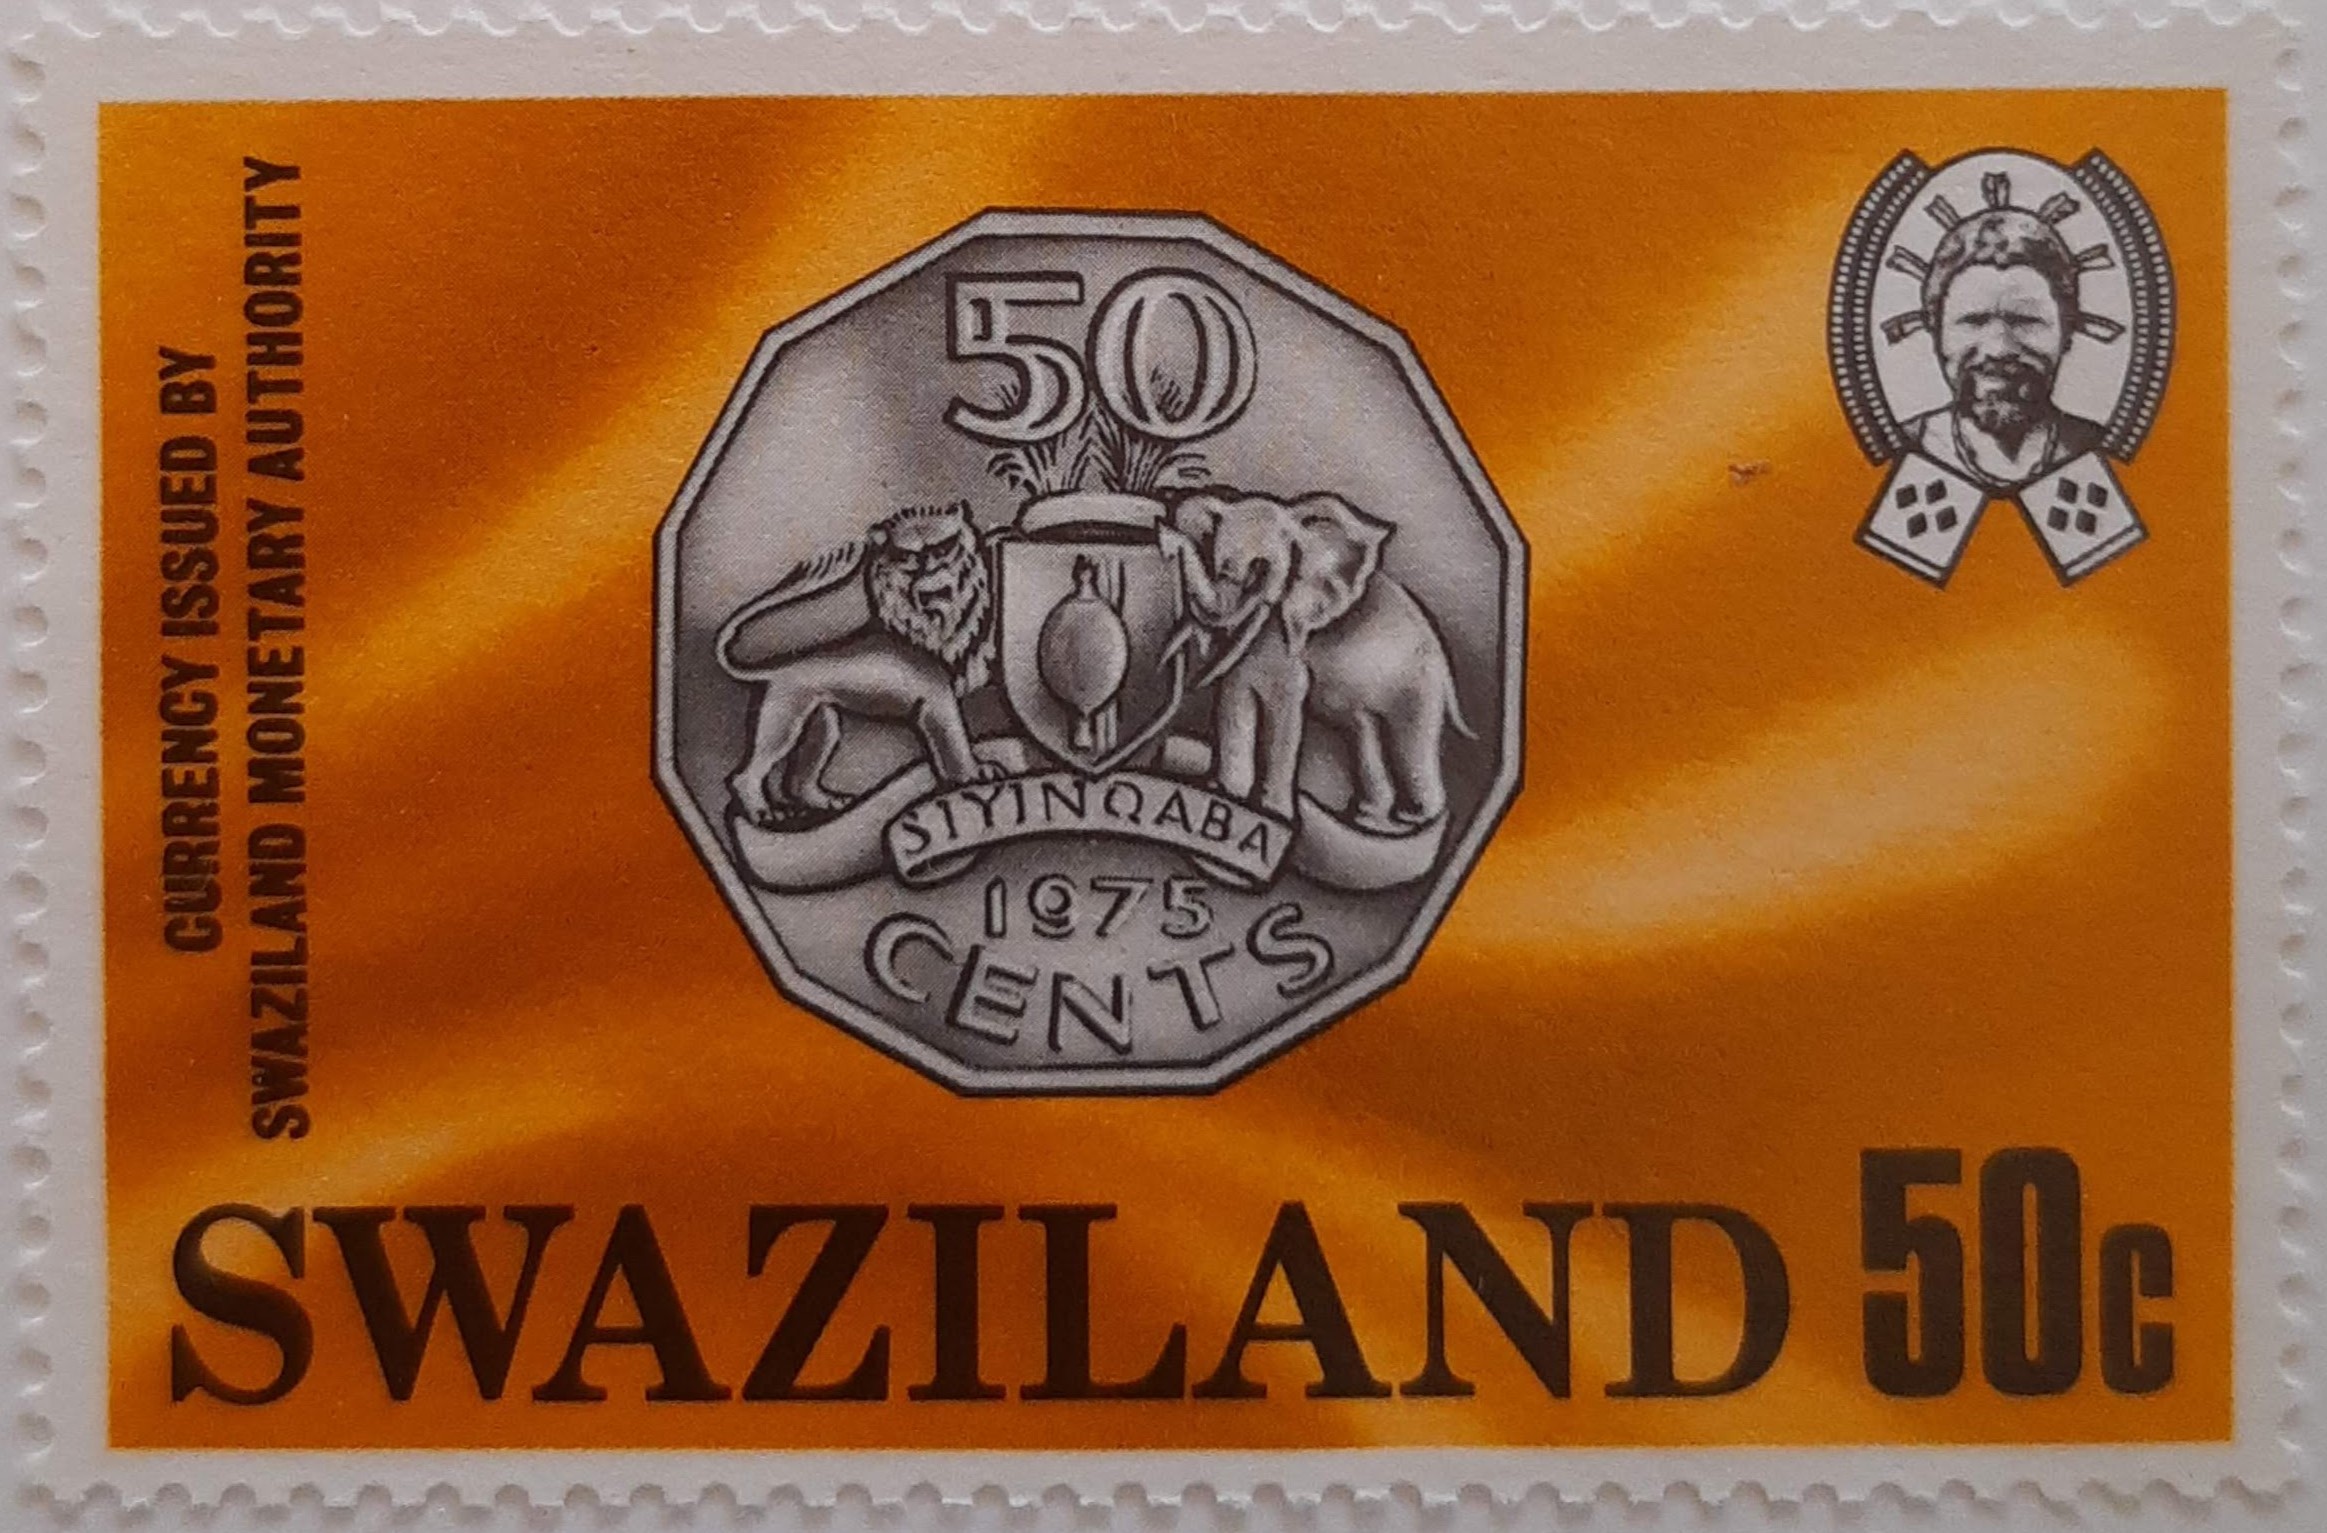 CURRENCY ISSUED BY
SWAZILAND MONETARY AUTHORITY
50
SIYINQABA
1975
CENTS
SWAZILAND 50c